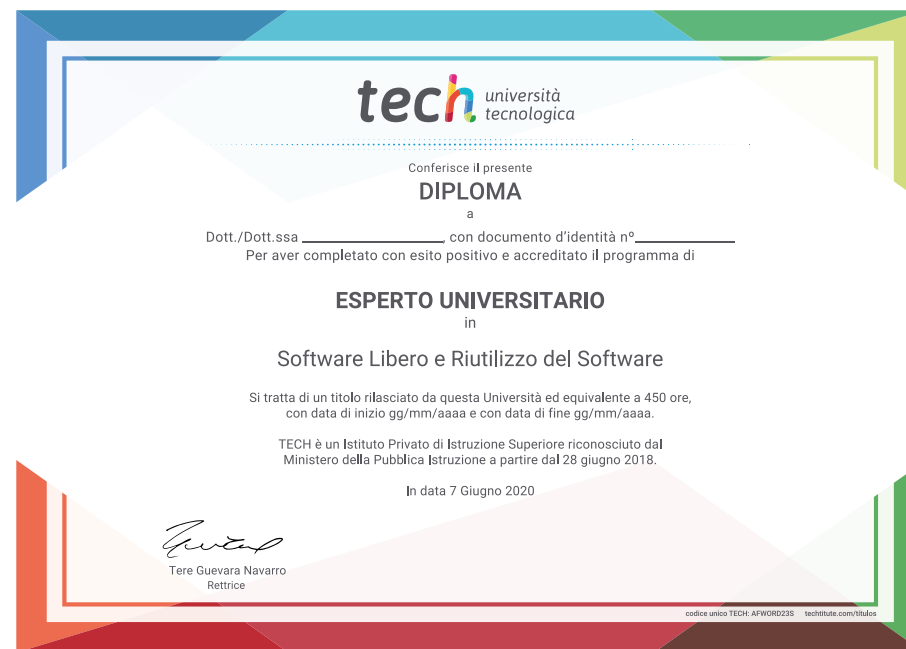 tech università
tecnologica
Conferisce il presente
DIPLOMA
a
Dott./Dott.ssa ____________________, con documento d'identità nº______________
Per aver completato con esito positivo e accreditato il programma di
ESPERTO UNIVERSITARIO
in
Software Libero e Riutilizzo del Software
Si tratta di un titolo rilasciato da questa Università ed equivalente a 450 ore,
con data di inizio gg/mm/aaaa e con data di fine gg/mm/aaaa.
TECH è un Istituto Privato di Istruzione Superiore riconosciuto dal
Ministero della Pubblica Istruzione a partire dal 28 giugno 2018.
In data 7 Giugno 2020
Tere Guevara Navarro
Rettrice
codice unico TECH: AFWORD23S techtitute.com/títulos